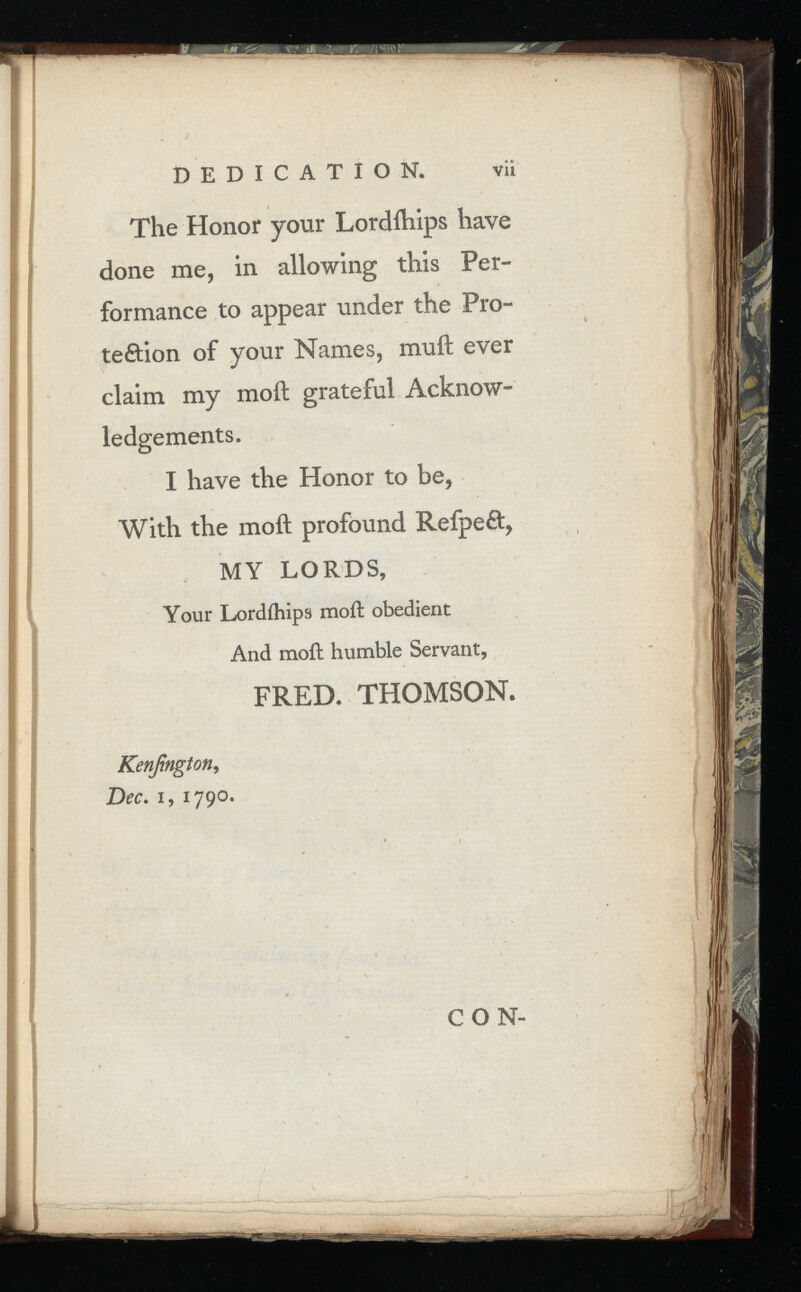 DEDICATION. vii
The Honor your Lordſhips have
done me, in allowing this Per-
formance to appear under the Pro-
tection of your Names, muſt ever
claim my moſt grateful Acknow-
ledgements.
I have the Honor to be,
With the moſt profound Reſpect,
MY LORDS,
Your Lordſhips moſt obedient
And moſt humble Servant,
FRED. THOMSON.
Kenſington,
Dec. 1, 1790.
CON-